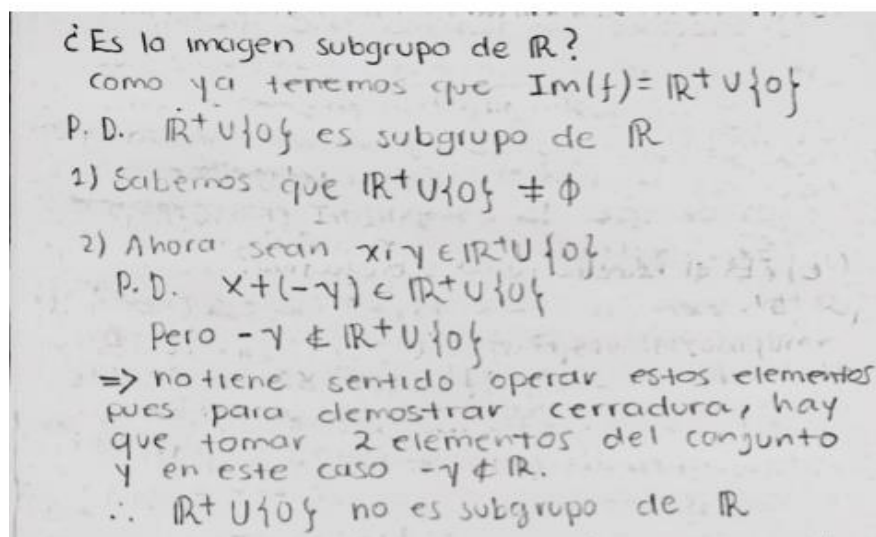 ¿Es la imagen subgrupo de ℝ?
como ya tenemos que Im(f) = ℝ⁺ ∪ {0}
P. D. ℝ⁺ ∪ {0} es subgrupo de ℝ
1) Sabemos que ℝ⁺ ∪ {0} ≠ ∅
2) Ahora sean x, y ∈ ℝ⁺ ∪ {0}
P. D. x + (-y) ∈ ℝ⁺ ∪ {0}
Pero -y ∉ ℝ⁺ ∪ {0}
=> no tiene sentido operar estos elementos
pues para demostrar cerradura, hay
que, tomar 2 elementos del conjunto
y en este caso -y ∉ ℝ.
∴ ℝ⁺ ∪ {0} no es subgrupo de ℝ